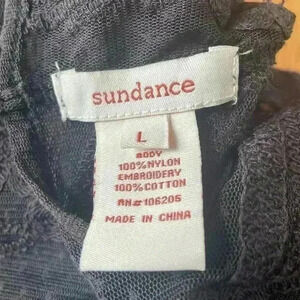 sundance
L
BODY
100%NYLON
EMBROIDERY
100%COTTON
RN#106205
MADE IN CHINA